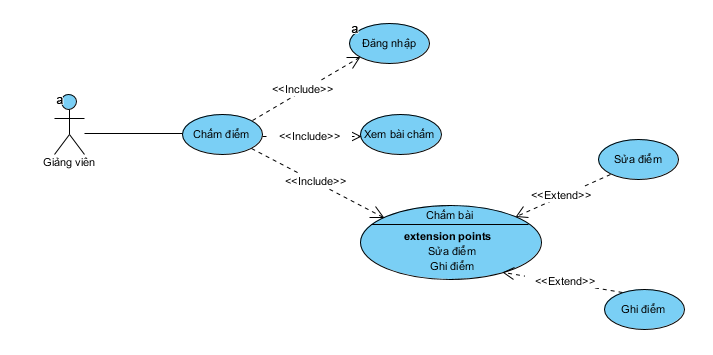 a
Đăng nhập
<<Include>>
a
Giảng viên
Chấm điểm
<<Include>>
Xem bài chấm
<<Include>>
Sửa điểm
<<Extend>>
Chấm bài
extension points
Sửa điểm
Ghi điểm
<<Extend>>
Ghi điểm